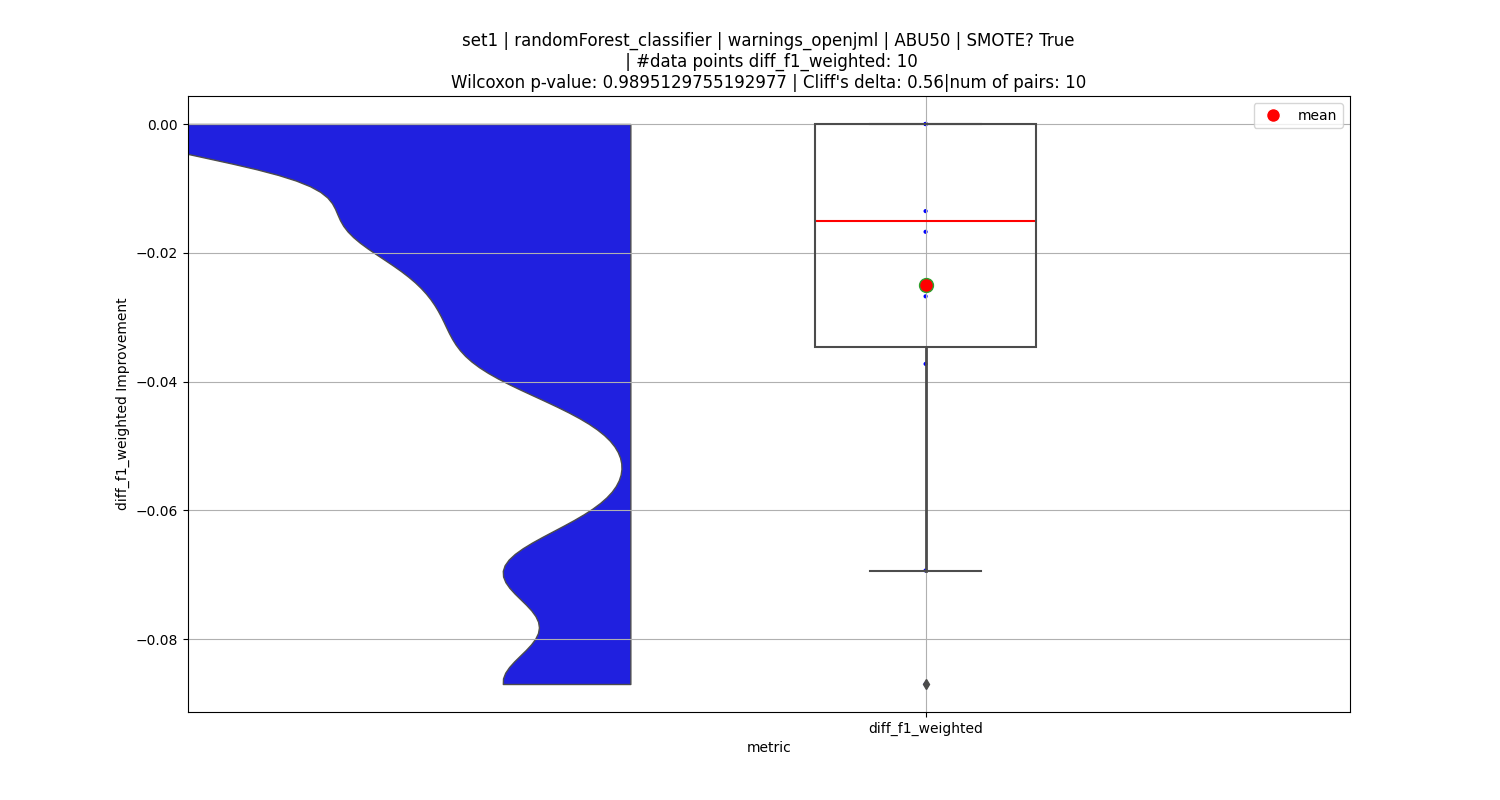 set1 | randomForest_classifier | warnings_openjml | ABU50 | SMOTE? True
| #data points diff_f1_weighted: 10
Wilcoxon p-value: 0.9895129755192977 | Cliff's delta: 0.56|num of pairs: 10
mean
0.00
−0.02
−0.04
−0.06
−0.08
diff_f1_weighted Improvement
diff_f1_weighted
metric